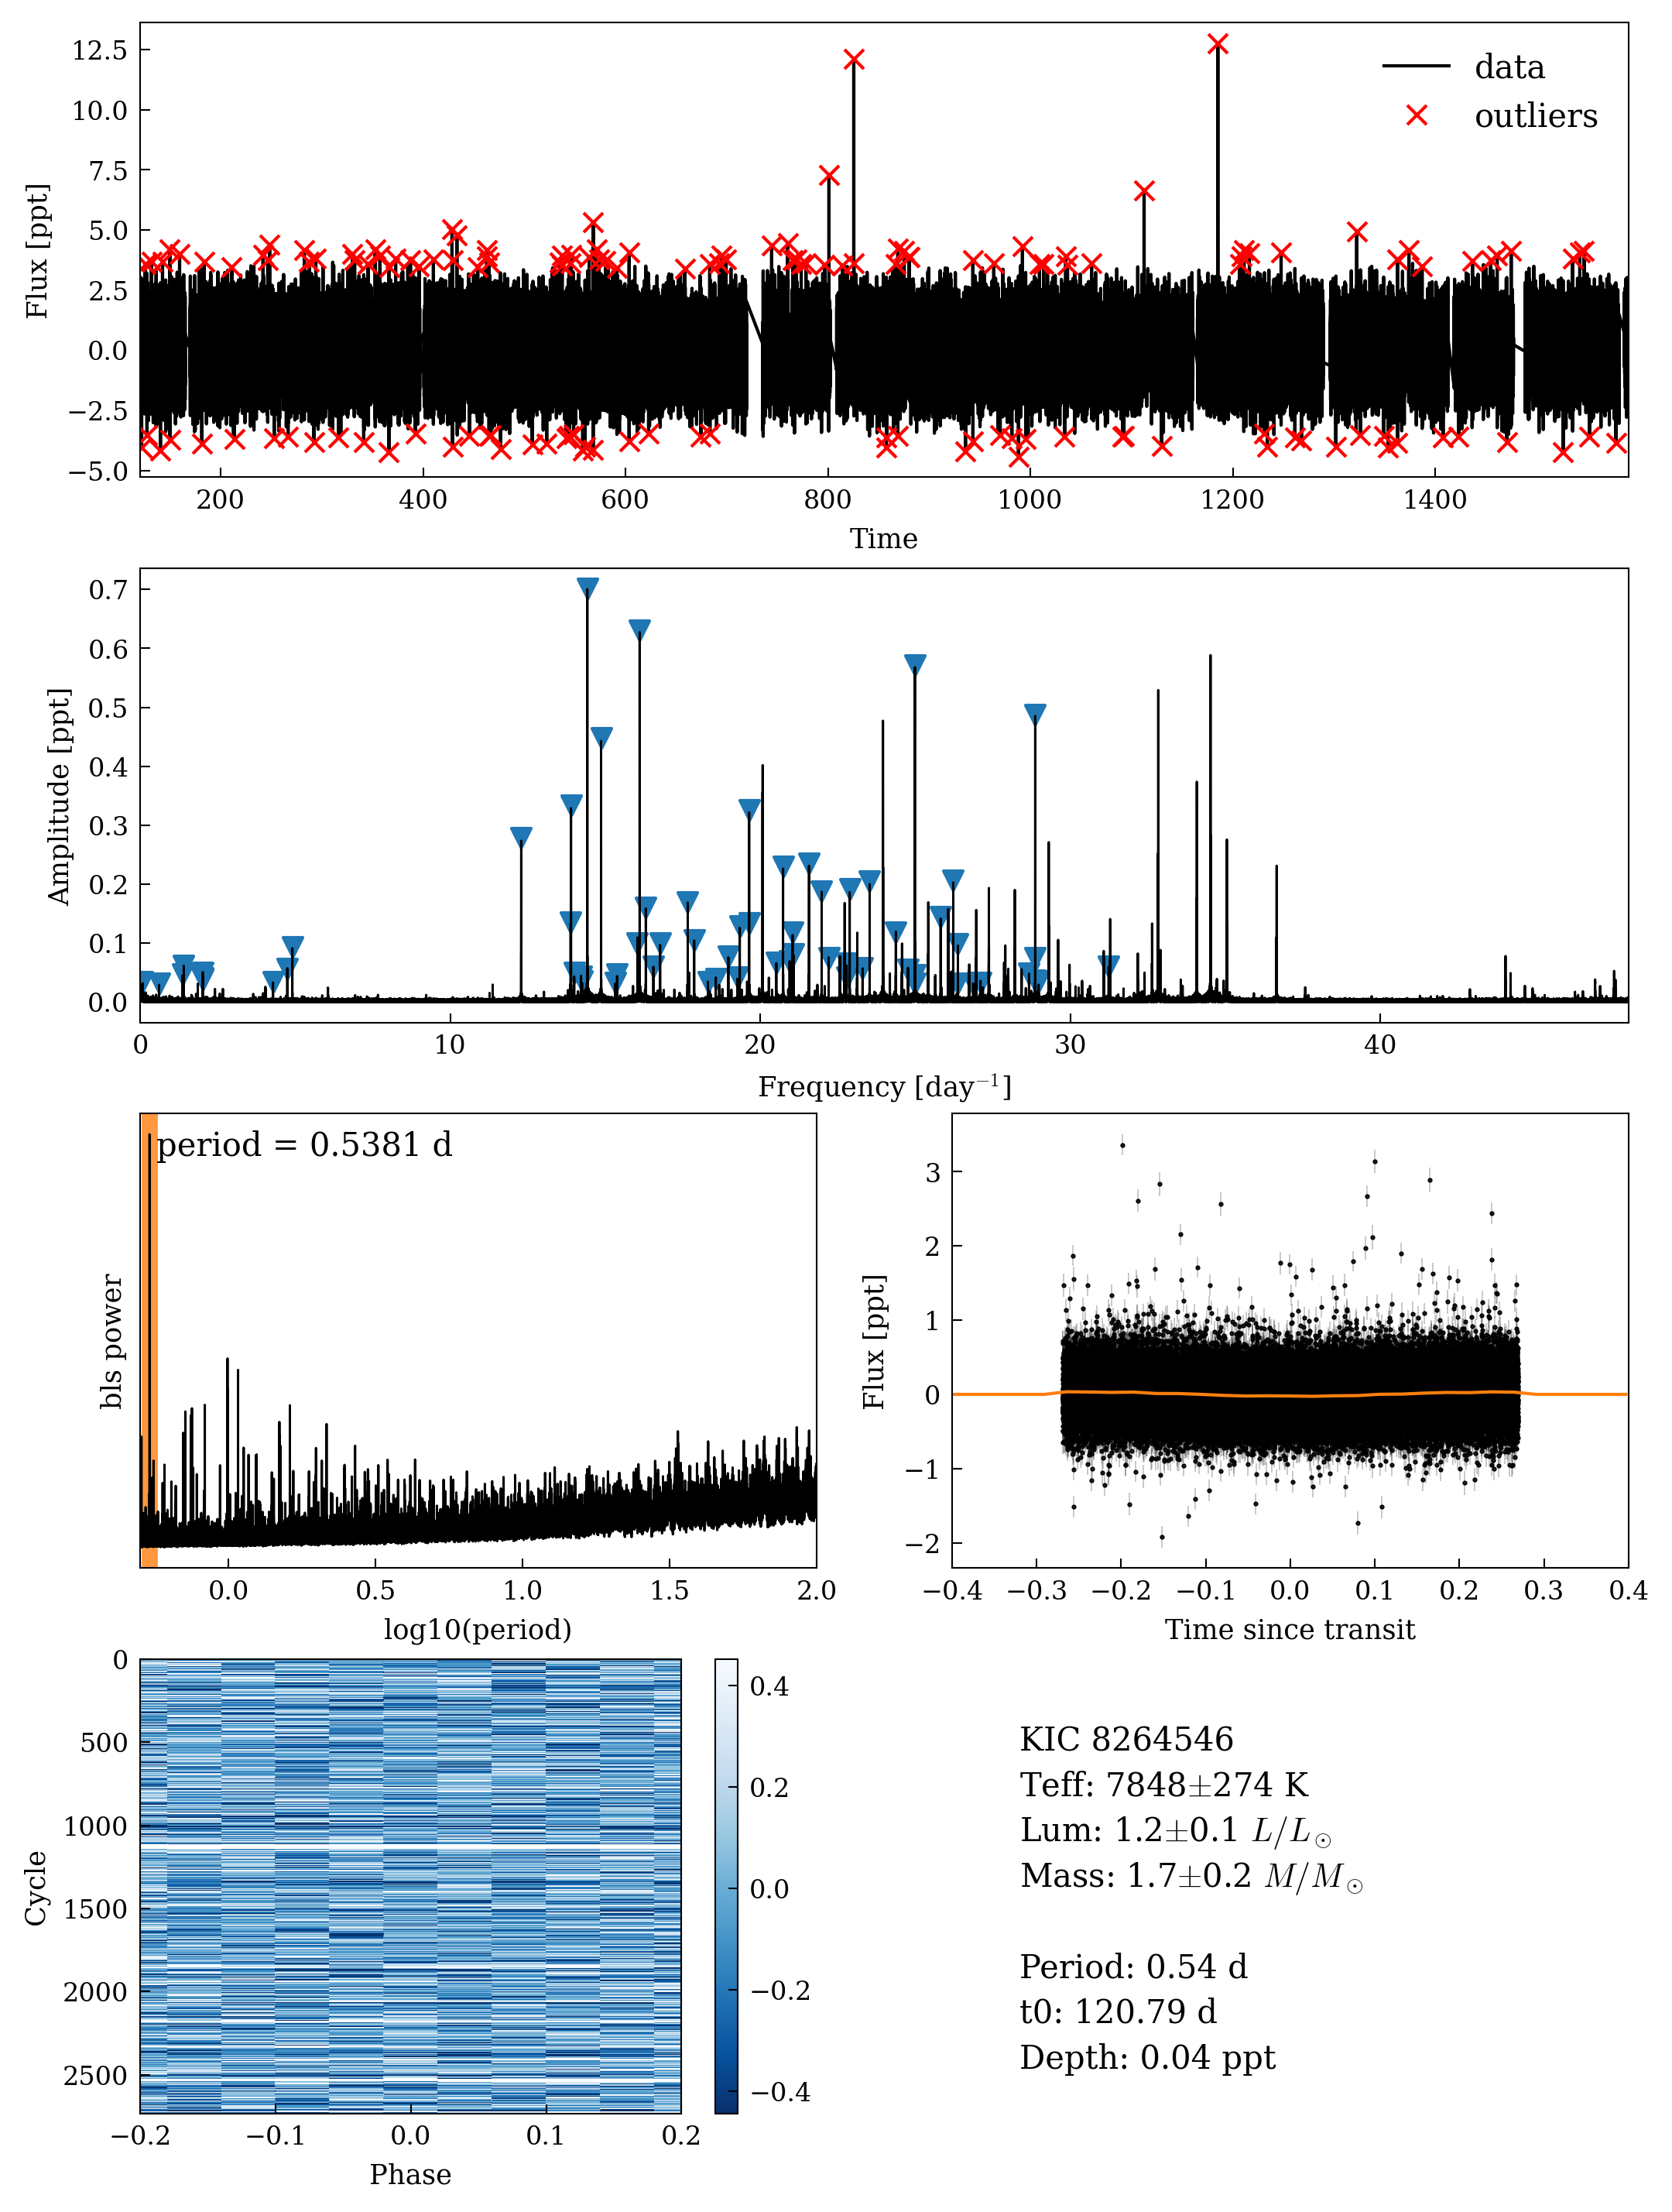 12.5
10.0
7.5
5.0
2.5
0.0
−2.5
−5.0
Flux [ppt]
data
outliers
200 400 600 800 1000 1200 1400
Time
0.7
0.6
0.5
0.4
0.3
0.2
0.1
0.0
Amplitude [ppt]
0 10 20 30 40
Frequency [day⁻¹]
period = 0.5381 d
bls power
0.0 0.5 1.0 1.5 2.0
log10(period)
3
2
1
0
−1
−2
Flux [ppt]
−0.4 −0.3 −0.2 −0.1 0.0 0.1 0.2 0.3 0.4
Time since transit
0
500
1000
1500
2000
2500
Cycle
−0.2 −0.1 0.0 0.1 0.2
Phase
0.4
0.2
0.0
−0.2
−0.4
KIC 8264546
Teff: 7848±274 K
Lum: 1.2±0.1 L/L☉
Mass: 1.7±0.2 M/M☉
Period: 0.54 d
t0: 120.79 d
Depth: 0.04 ppt